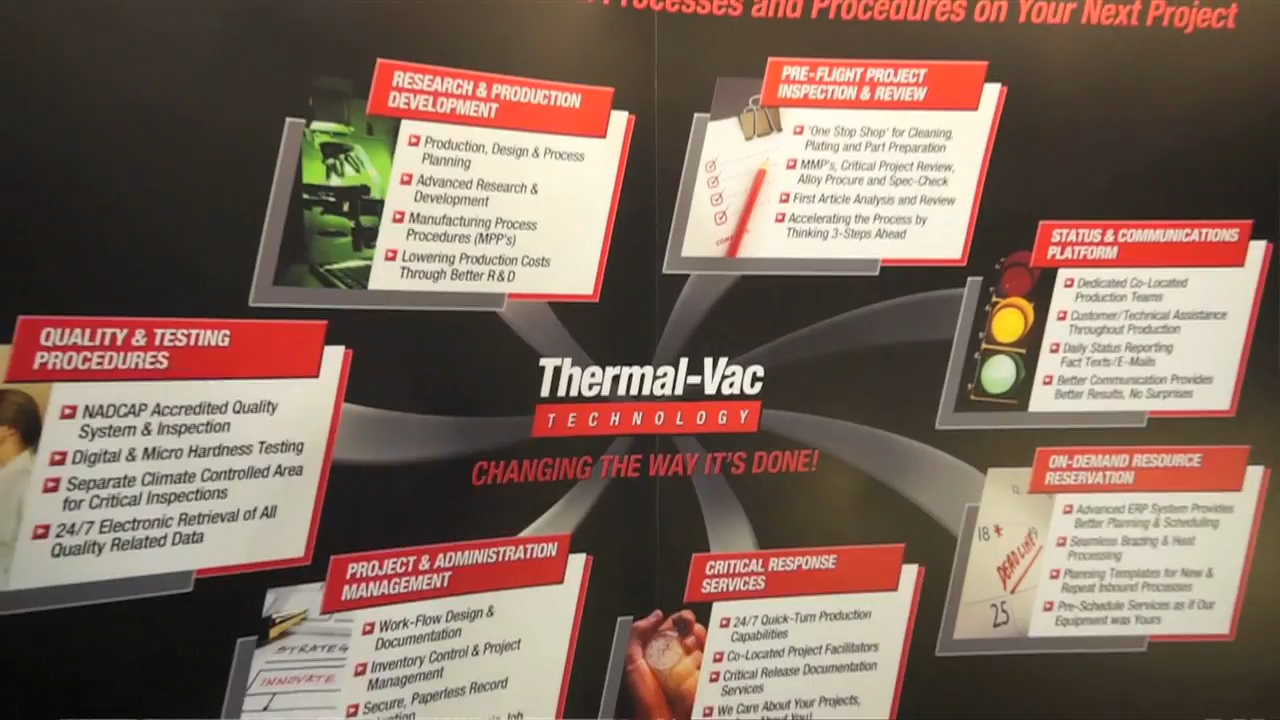 Processes and Procedures on Your Next Project
RESEARCH & PRODUCTION
DEVELOPMENT
Production, Design & Process
Planning
Advanced Research &
Development
Manufacturing Process
Procedures (MPP's)
Lowering Production Costs
Through Better R & D
PRE-FLIGHT PROJECT
INSPECTION & REVIEW
'One Stop Shop' for Cleaning,
Plating and Part Preparation
MMP's, Critical Project Review,
Alloy Procure and Spec-Check
First Article Analysis and Review
Accelerating the Process by
Thinking 3-Steps Ahead
STATUS & COMMUNICATIONS
PLATFORM
Dedicated Co-Located
Production Teams
Customer/Technical Assistance
Throughout Production
Daily Status Reporting
Fact Texts/E-Mails
Better Communication Provides
Better Results, No Surprises
QUALITY & TESTING
PROCEDURES
NADCAP Accredited Quality
System & Inspection
Digital & Micro Hardness Testing
Separate Climate Controlled Area
for Critical Inspections
24/7 Electronic Retrieval of All
Quality Related Data
Thermal-Vac
TECHNOLOGY
CHANGING THE WAY IT'S DONE!
ON-DEMAND RESOURCE
RESERVATION
Advanced ERP System Provides
Better Planning & Scheduling
Seamless Brazing & Heat
Processing
Planning Templates for New &
Repeat Inbound Processes
Pre-Schedule Services as if Our
Equipment was Yours
18
DEADLINE
25
PROJECT & ADMINISTRATION
MANAGEMENT
Work-Flow Design &
Documentation
Inventory Control & Project
Management
Secure, Paperless Record
Job
STRATEG
INNOVATE
CRITICAL RESPONSE
SERVICES
24/7 Quick-Turn Production
Capabilities
Co-Located Project Facilitators
Critical Release Documentation
Services
We Care About Your Projects,